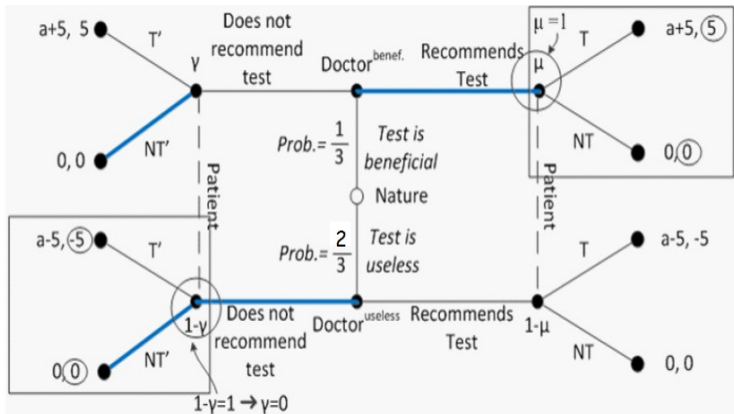 a+5, 5
T'
Does not
recommend
test
γ
Doctor benef.
Recommends
Test
μ =1
μ
T
a+5, 5
0, 0
NT'
Prob.= 1/3
Test is
beneficial
NT
0,0
Patient
Nature
Patient
a-5, -5
T'
Prob.= 2/3
Test is
useless
T
a-5, -5
1-γ
Does not
recommend
test
Doctor useless
Recommends
Test
1-μ
0,0
NT'
NT
0, 0
1-γ=1 → γ=0